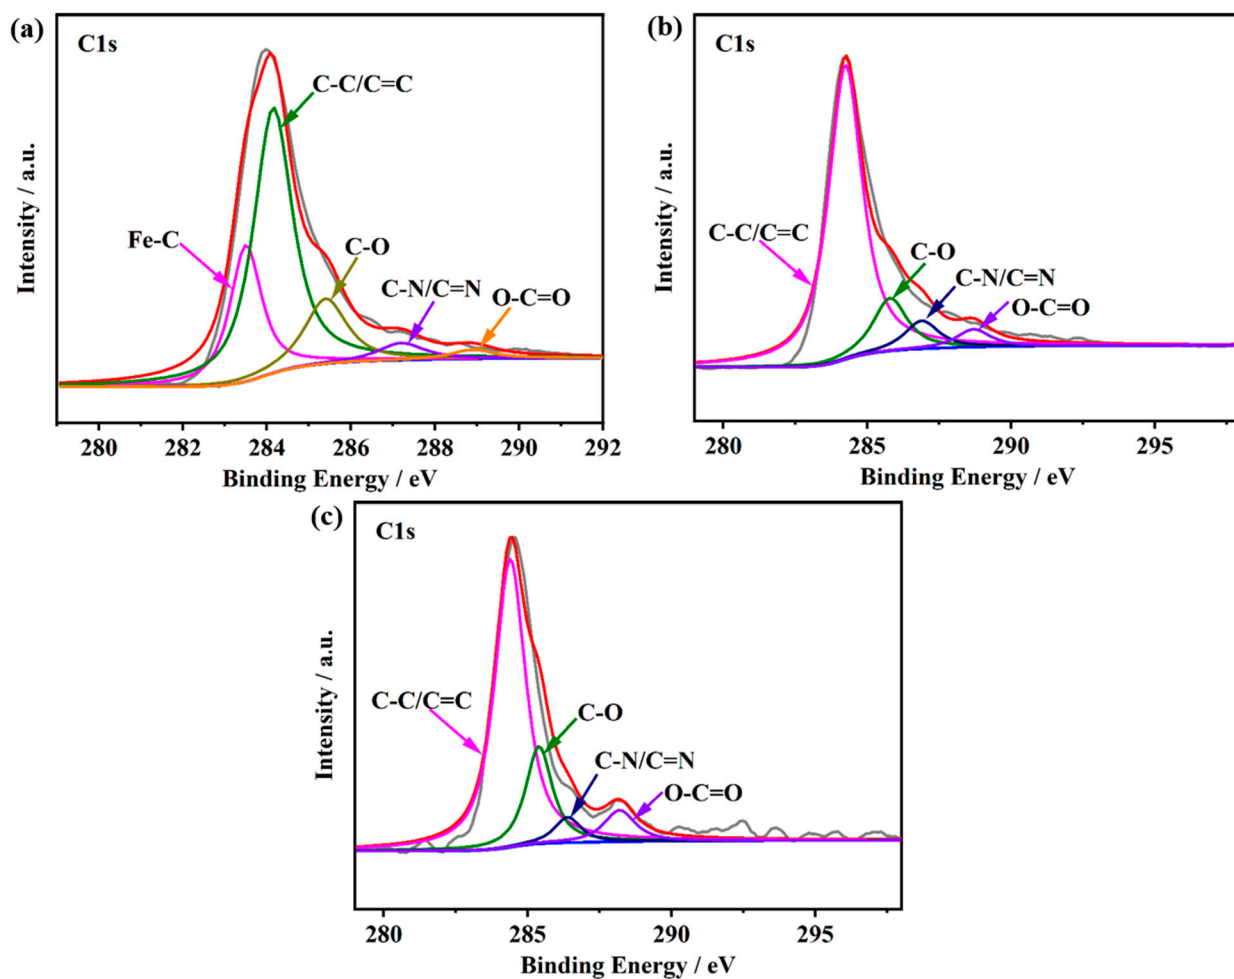 (a)
C1s
C-C/C=C
Fe-C
C-O
C-N/C=N
O-C=O
Intensity / a.u.
280 282 284 286 288 290 292
Binding Energy / eV
(b)
C1s
C-C/C=C
C-O
C-N/C=N
O-C=O
Intensity / a.u.
280 285 290 295
Binding Energy / eV
(c)
C1s
C-C/C=C
C-O
C-N/C=N
O-C=O
Intensity / a.u.
280 285 290 295
Binding Energy / eV